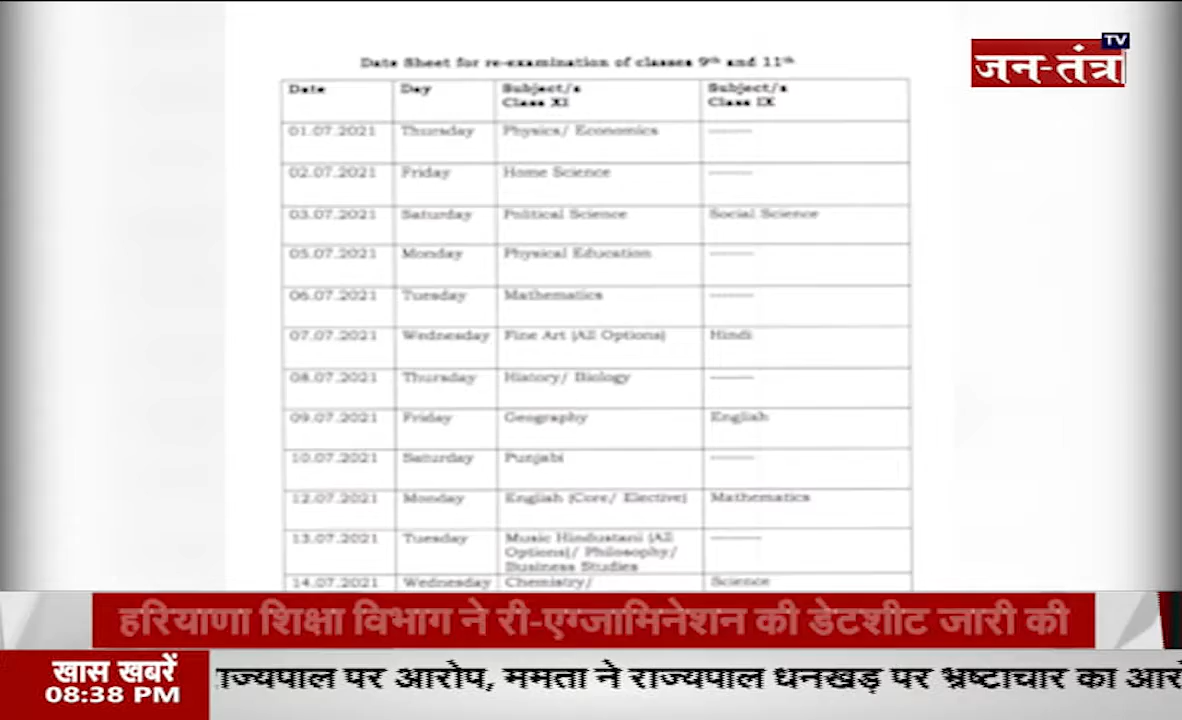 जन-तंत्र TV
Date Sheet for re-examination of classes 9th and 11th
Date Day Subject/s Class XI Subject/s Class IX
01.07.2021 Thursday Physics/ Economics -------
02.07.2021 Friday Home Science -------
03.07.2021 Saturday Political Science Social Science
05.07.2021 Monday Physical Education -------
06.07.2021 Tuesday Mathematics -------
07.07.2021 Wednesday Fine Art (All Options) Hindi
08.07.2021 Thursday History/ Biology -------
09.07.2021 Friday Geography English
10.07.2021 Saturday Punjabi -------
12.07.2021 Monday English (Core/ Elective) Mathematics
13.07.2021 Tuesday Music Hindustani (All -------
Options)/ Philosophy/
Business Studies
14.07.2021 Wednesday Chemistry/ Science
हरियाणा शिक्षा विभाग ने री-एग्जामिनेशन की डेटशीट जारी की
खास खबरें
08:38 PM
राज्यपाल पर आरोप, ममता ने राज्यपाल धनखड़ पर भ्रष्टाचार का